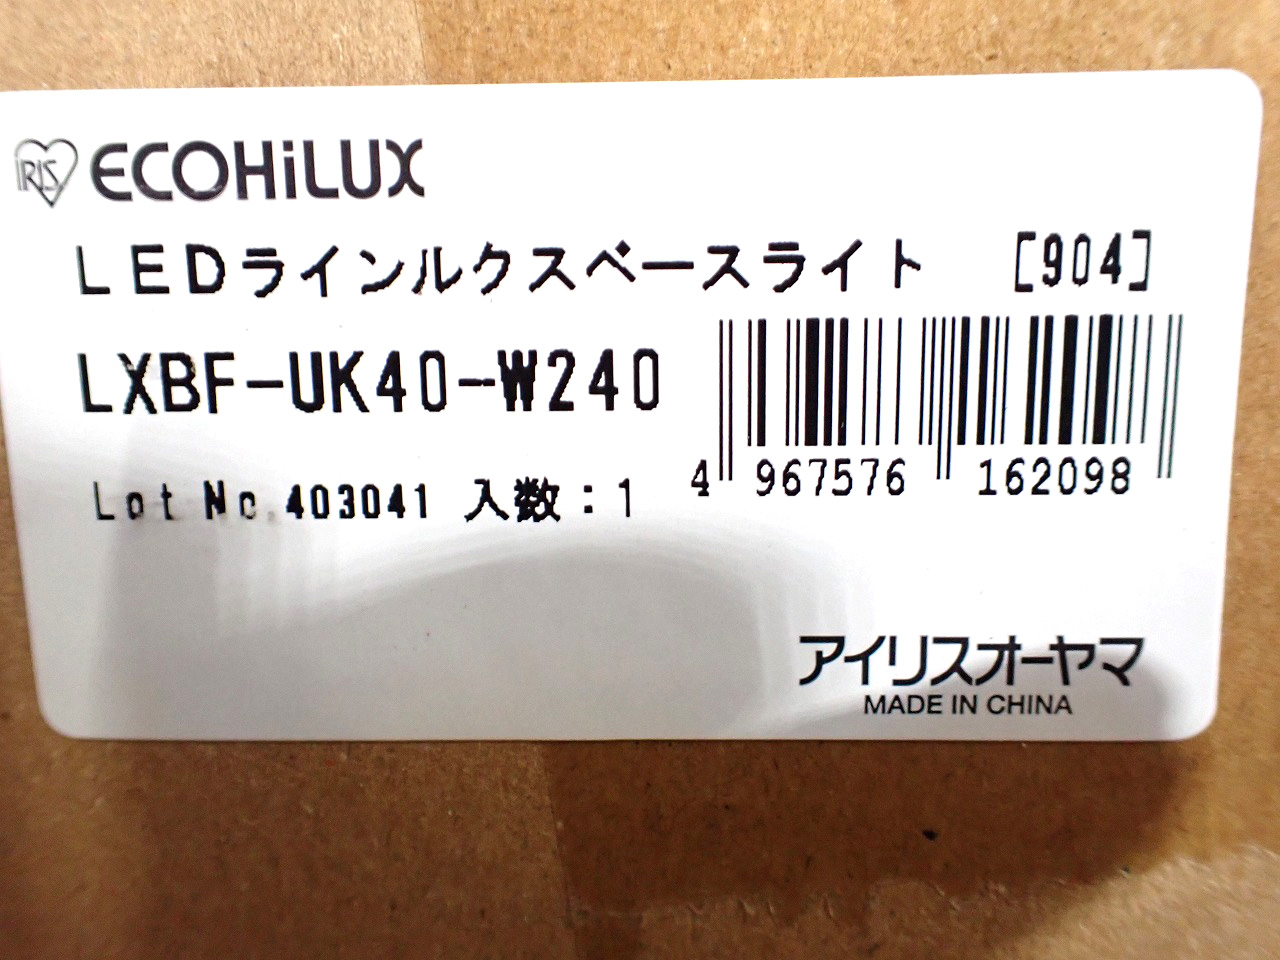 IRIS ECOHiLUX
LEDラインルクスベースライト [904]
LXBF-UK40-W240
4 967576 162098
Lot No.403041 入数:1
アイリスオーヤマ
MADE IN CHINA